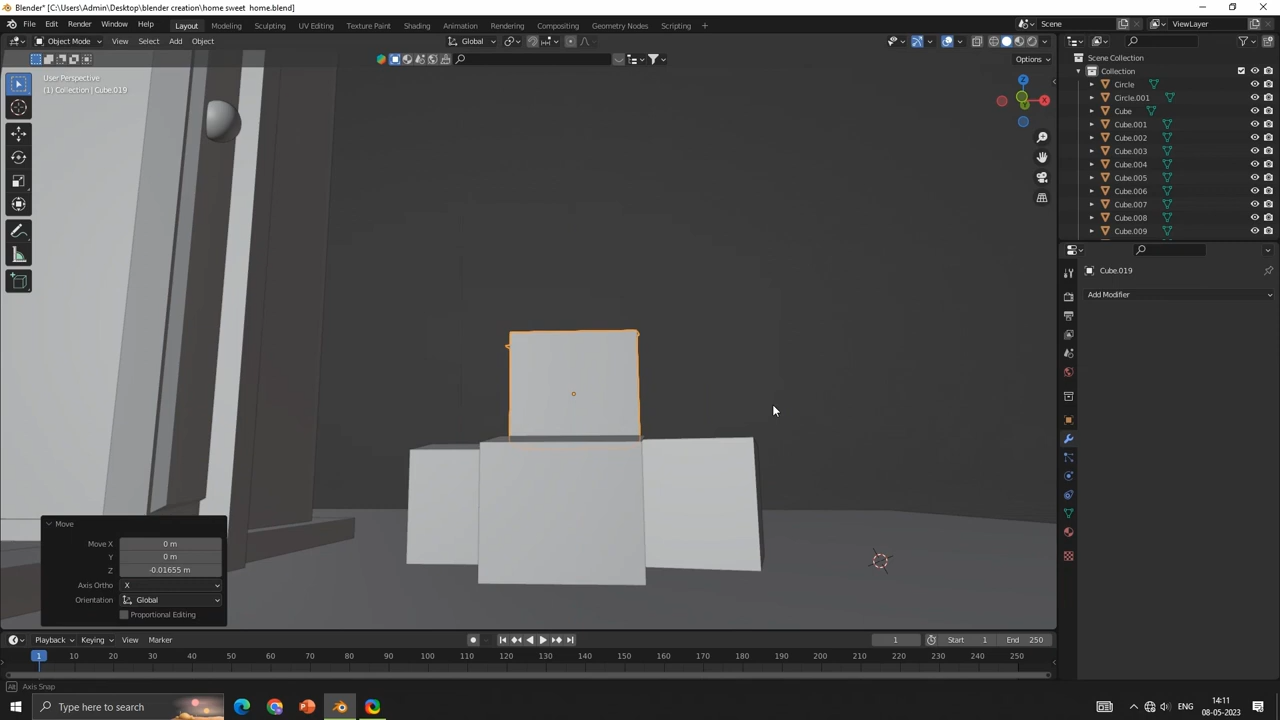 Blender* [C:\Users\Admin\Desktop\blender creation\home sweet home.blend]
File Edit Render Window Help Layout Modeling Sculpting UV Editing Texture Paint Shading Animation Rendering Compositing Geometry Nodes Scripting + Scene ViewLayer
Object Mode View Select Add Object Global
Options
User Perspective
(1) Collection | Cube.019
Z
X
Y
Scene Collection
Collection
Circle
Circle.001
Cube
Cube.001
Cube.002
Cube.003
Cube.004
Cube.005
Cube.006
Cube.007
Cube.008
Cube.009
Cube.019
Add Modifier
Move
Move X 0 m
Y 0 m
Z -0.01655 m
Axis Ortho X
Orientation Global
Proportional Editing
Playback Keying View Marker 1 Start 1 End 250
1 10 20 30 40 50 60 70 80 90 100 110 120 130 140 150 160 170 180 190 200 210 220 230 240 250
Alt Axis Snap
Type here to search
ENG
14:11
08-05-2023